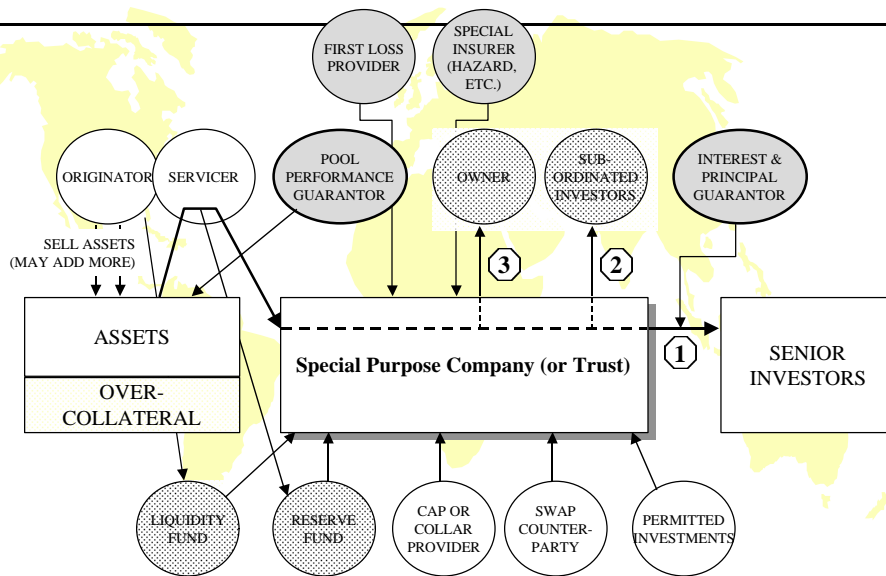 FIRST LOSS
PROVIDER
SPECIAL
INSURER
(HAZARD,
ETC.)
ORIGINATOR
SERVICER
POOL
PERFORMANCE
GUARANTOR
OWNER
SUB-
ORDINATED
INVESTORS
INTEREST &
PRINCIPAL
GUARANTOR
SELL ASSETS
(MAY ADD MORE)
3
2
ASSETS
OVER-
COLLATERAL
Special Purpose Company (or Trust)
1
SENIOR
INVESTORS
LIQUIDITY
FUND
RESERVE
FUND
CAP OR
COLLAR
PROVIDER
SWAP
COUNTER-
PARTY
PERMITTED
INVESTMENTS